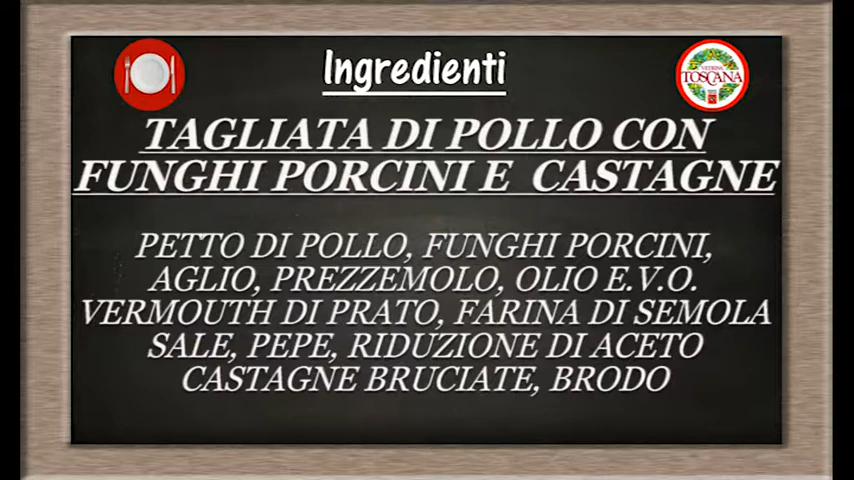 Ingredienti
VETRINA
TOSCANA
TAGLIATA DI POLLO CON
FUNGHI PORCINI E CASTAGNE
PETTO DI POLLO, FUNGHI PORCINI,
AGLIO, PREZZEMOLO, OLIO E.V.O.
VERMOUTH DI PRATO, FARINA DI SEMOLA
SALE, PEPE, RIDUZIONE DI ACETO
CASTAGNE BRUCIATE, BRODO